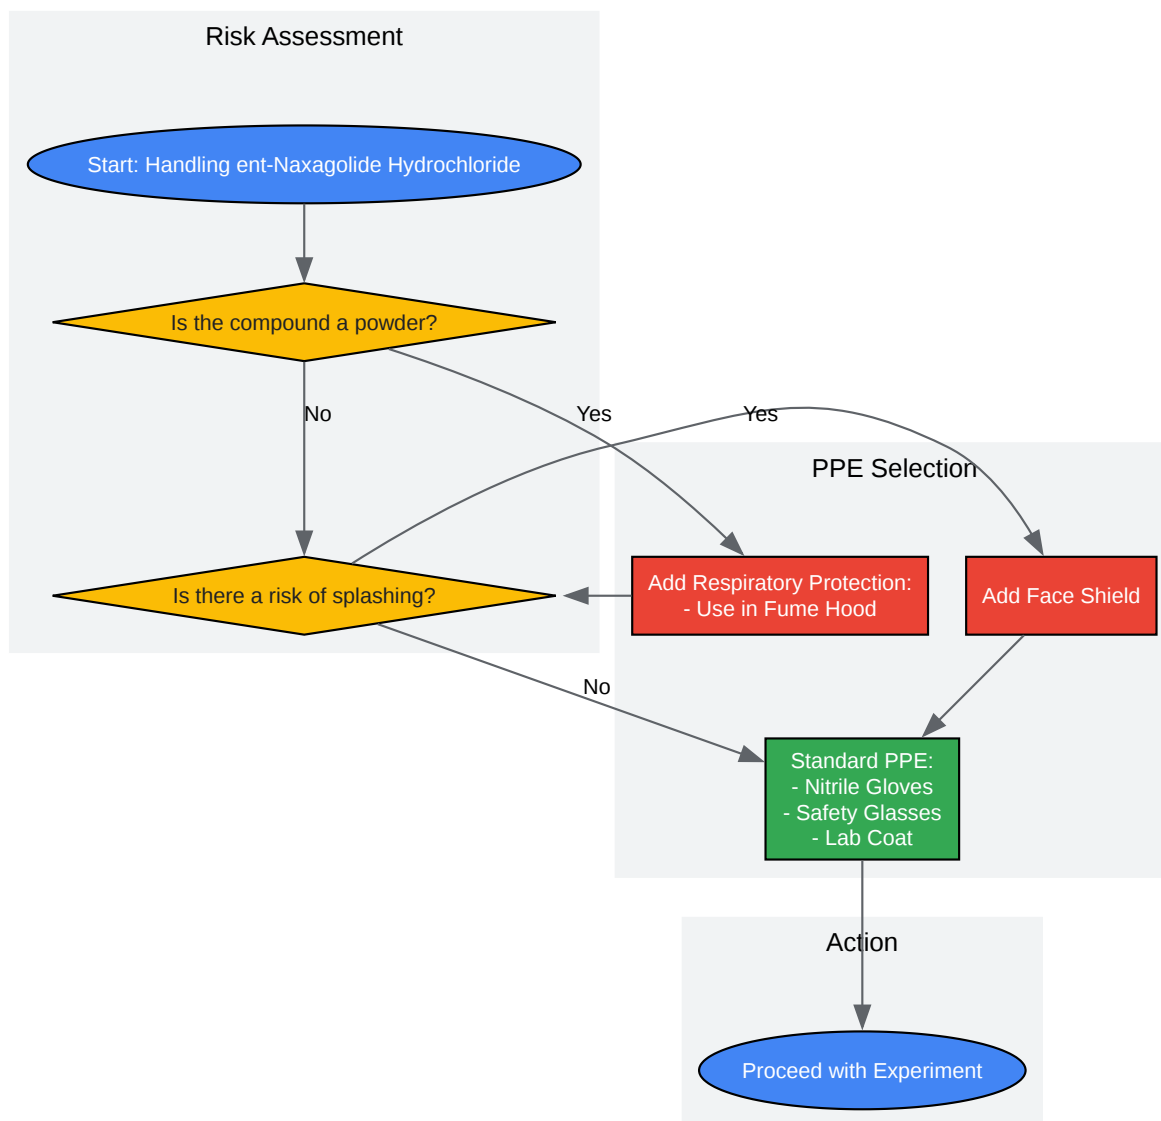 Risk Assessment
Start: Handling ent-Naxagolide Hydrochloride
Is the compound a powder?
No
Yes
Yes
PPE Selection
Is there a risk of splashing?
Add Respiratory Protection:
- Use in Fume Hood
Add Face Shield
No
Standard PPE:
- Nitrile Gloves
- Safety Glasses
- Lab Coat
Action
Proceed with Experiment